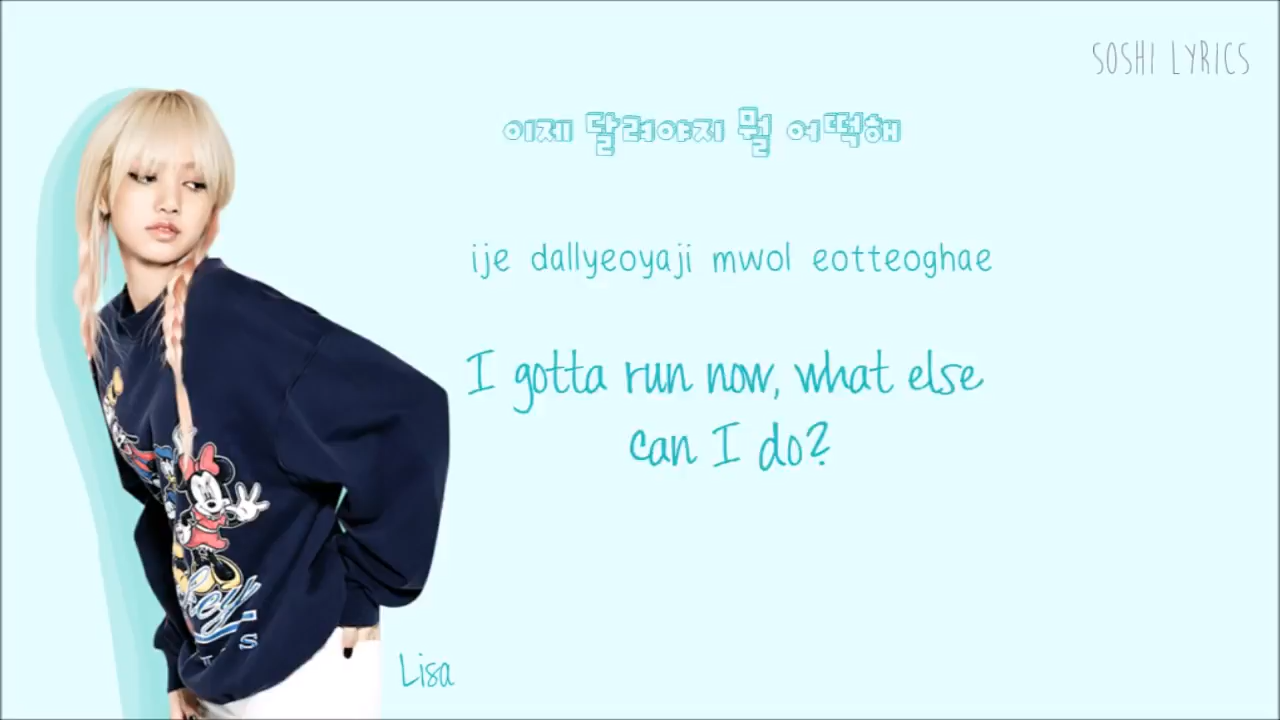 SOSHI LYRICS
이제 달려야지 뭘 어떡해
ije dallyeoyaji mwol eotteoghae
I gotta run now, what else
can I do?
Lisa